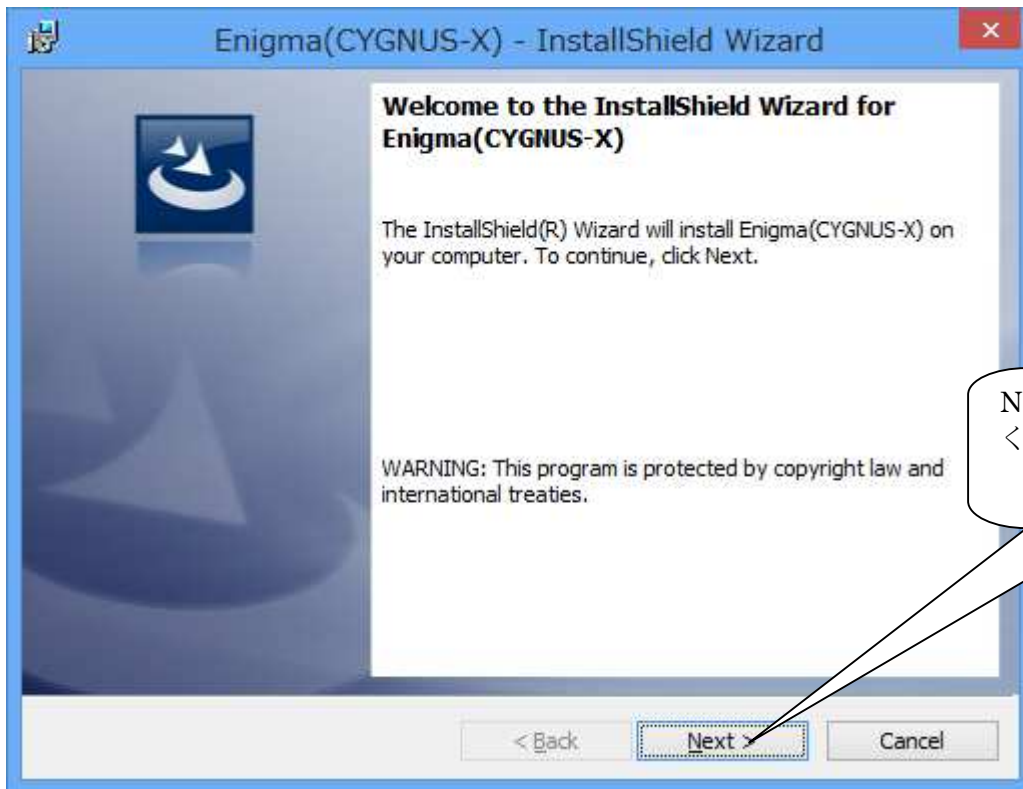 Enigma(CYGNUS-X) - InstallShield Wizard
Welcome to the InstallShield Wizard for
Enigma(CYGNUS-X)
The InstallShield(R) Wizard will install Enigma(CYGNUS-X) on
your computer. To continue, click Next.
N
く
WARNING: This program is protected by copyright law and
international treaties.
< Back
Next >
Cancel